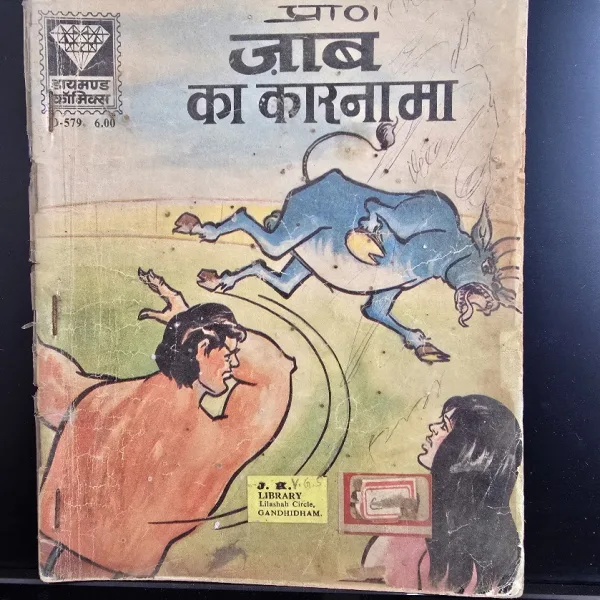 प्राण
ज़ाब
का कारनामा
डायमण्ड
कॉमिक्स
D-579. 6.00
J. K. V.G.S
LIBRARY
Lilashah Circle,
GANDHIDHAM.